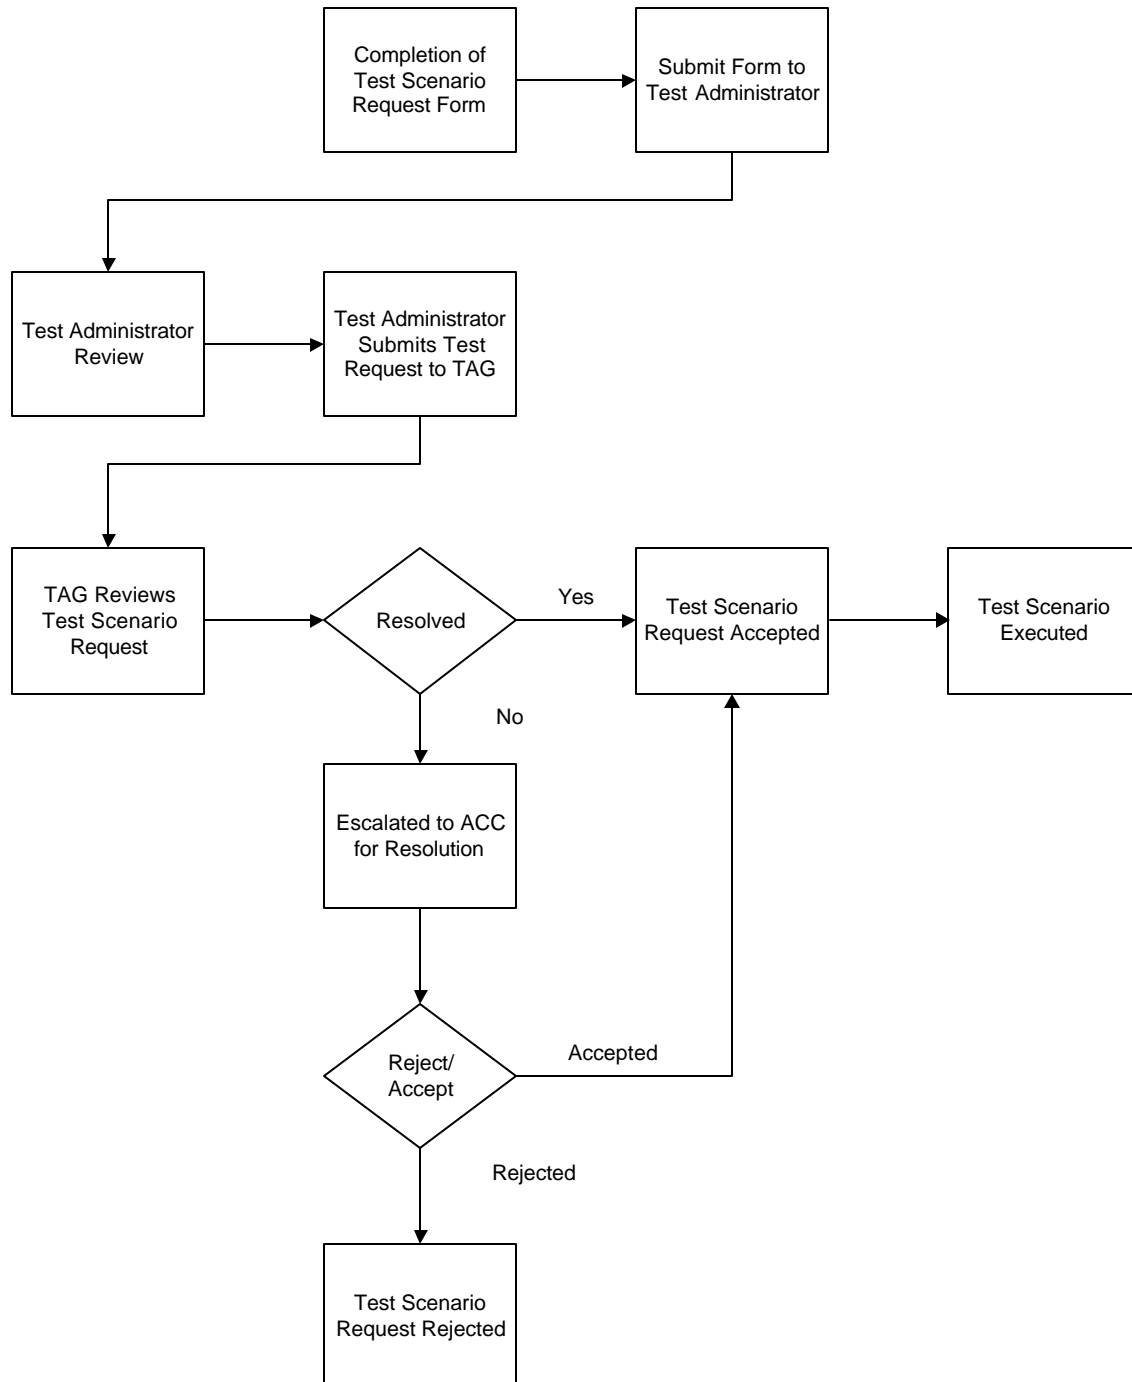 Completion of
Test Scenario
Request Form
Submit Form to
Test Administrator
Test Administrator
Review
Test Administrator
Submits Test
Request to TAG
TAG Reviews
Test Scenario
Request
Resolved
Yes
Test Scenario
Request Accepted
Test Scenario
Executed
No
Escalated to ACC
for Resolution
Reject/
Accept
Accepted
Rejected
Test Scenario
Request Rejected